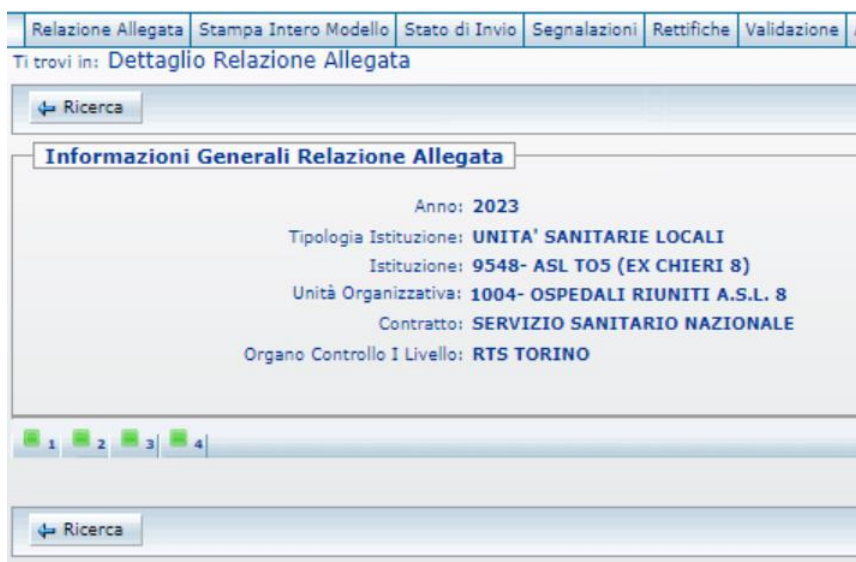 Relazione Allegata Stampa Intero Modello Stato di Invio Segnalazioni Rettifiche Validazione
Ti trovi in: Dettaglio Relazione Allegata
Ricerca
Informazioni Generali Relazione Allegata
Anno: 2023
Tipologia Istituzione: UNITA' SANITARIE LOCALI
Istituzione: 9548- ASL TO5 (EX CHIERI 8)
Unità Organizzativa: 1004- OSPEDALI RIUNITI A.S.L. 8
Contratto: SERVIZIO SANITARIO NAZIONALE
Organo Controllo I Livello: RTS TORINO
1 2 3 4
Ricerca